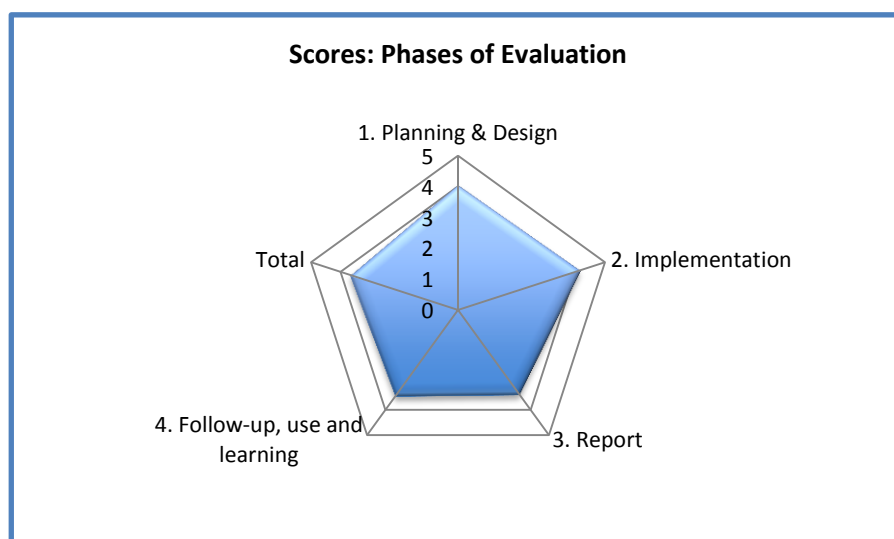 Scores: Phases of Evaluation
1. Planning & Design
5
4
3
2
1
0
2. Implementation
Total
4. Follow-up, use and
learning
3. Report